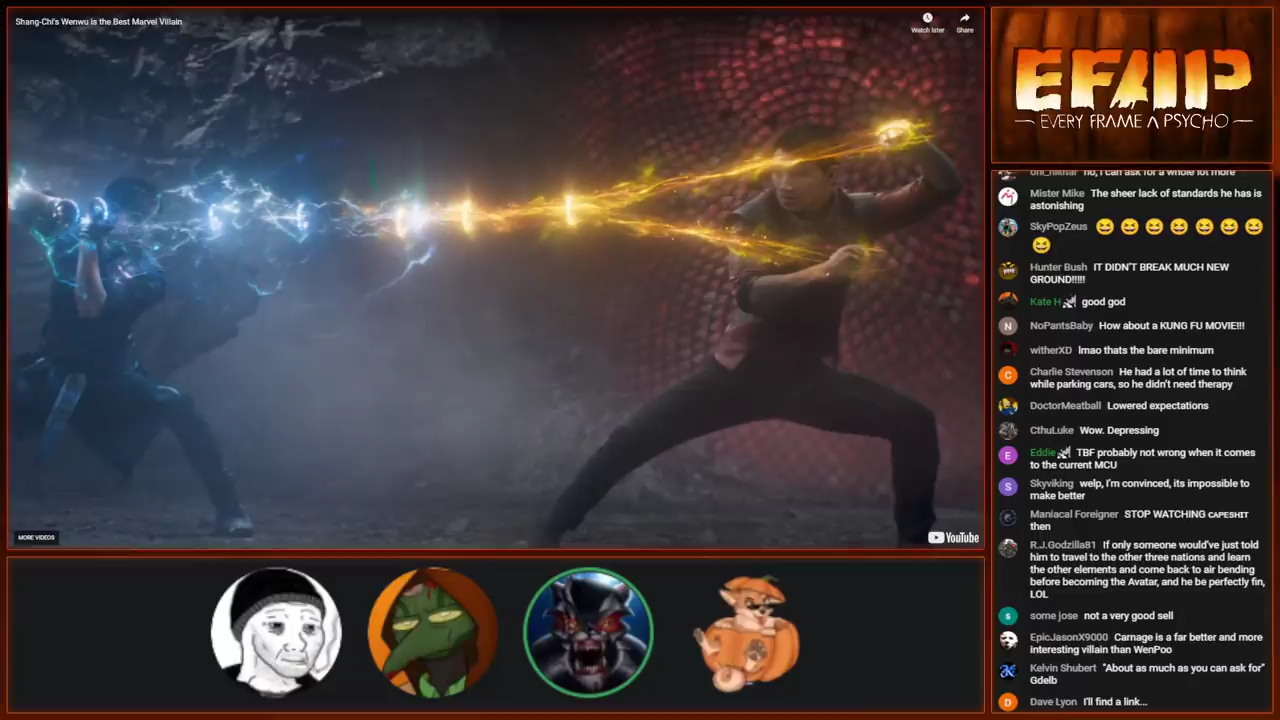 Shang-Chi's Wenwu is the Best Marvel Villain
Watch later
Share
MORE VIDEOS
YouTube
EFAP
EVERY FRAME A PSYCHO
no, I can ask for a whole lot more
Mister Mike The sheer lack of standards he has is
astonishing
SkyPopZeus 😆 😆 😆 😆 😆 😆 😆
😆
Hunter Bush IT DIDN'T BREAK MUCH NEW
GROUND!!!!!
Kate H good god
N
NoPantsBaby How about a KUNG FU MOVIE!!!
witherXD lmao thats the bare minimum
C
Charlie Stevenson He had a lot of time to think
while parking cars, so he didn't need therapy
DoctorMeatball Lowered expectations
CthuLuke Wow. Depressing
E
Eddie TBF probably not wrong when it comes
to the current MCU
S
Skyviking welp, I'm convinced, its impossible to
make better
Maniacal Foreigner STOP WATCHING ᴄᴀᴘᴇsʜɪᴛ
then
R.J.Godzilla81 If only someone would've just told
him to travel to the other three nations and learn
the other elements and come back to air bending
before becoming the Avatar, and he be perfectly fin,
LOL
s
some jose not a very good sell
EpicJasonX9000 Carnage is a far better and more
interesting villain than WenPoo
Kelvin Shubert "About as much as you can ask for"
Gdelb
D
Dave Lyon I'll find a link...